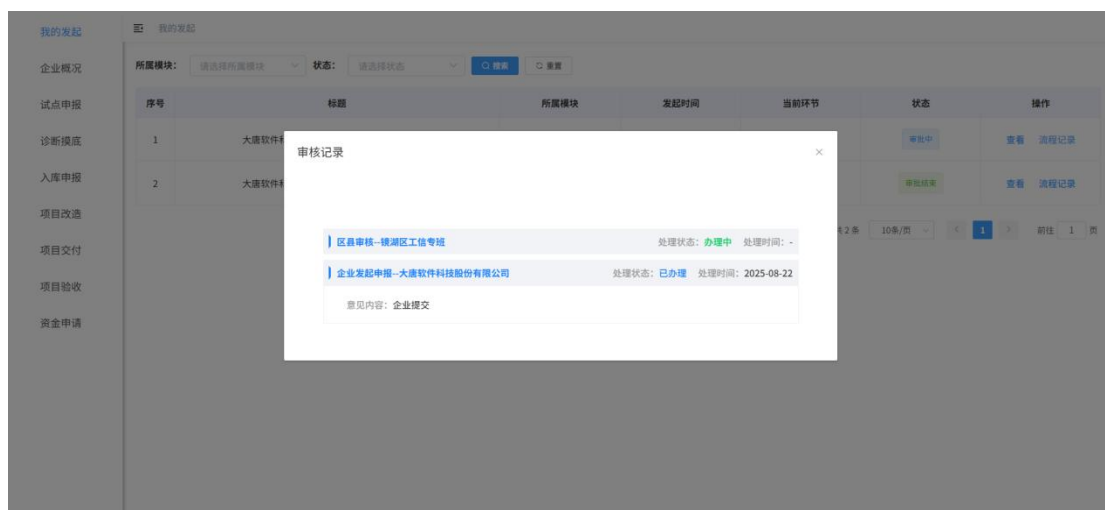 我的发起
企业概况
试点申报
诊断摸底
入库申报
项目改造
项目交付
项目验收
资金申请
我的发起
所属模块： 请选择所属模块 状态： 请选择状态 搜索 重置
序号 标题 所属模块 发起时间 当前环节 状态 操作
1 大唐软件科 审批中 查看 流程记录
2 大唐软件科 审批结束 查看 流程记录
2 条 10条/页 1 前往 1 页
审核记录
区县审核--镜湖区工信专班 处理状态：办理中 处理时间：-
企业发起申报--大唐软件科技股份有限公司 处理状态：已办理 处理时间：2025-08-22
意见内容：企业提交